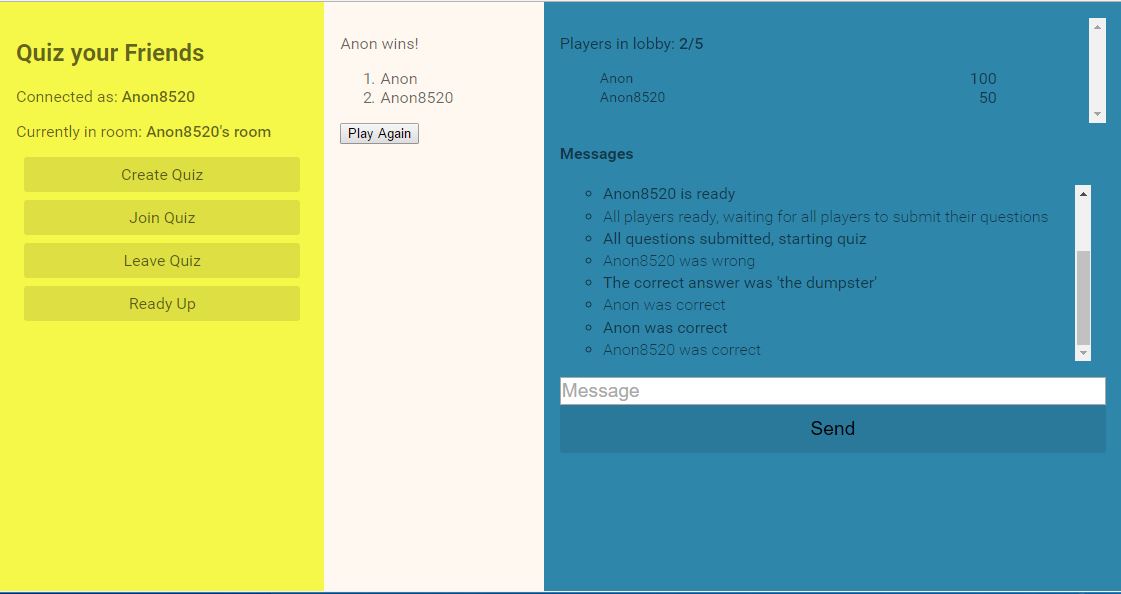 Quiz your Friends
Connected as: Anon8520
Currently in room: Anon8520's room
Create Quiz
Join Quiz
Leave Quiz
Ready Up
Anon wins!
1. Anon
2. Anon8520
Play Again
Players in lobby: 2/5
Anon 100
Anon8520 50
Messages
Anon8520 is ready
All players ready, waiting for all players to submit their questions
All questions submitted, starting quiz
Anon8520 was wrong
The correct answer was 'the dumpster'
Anon was correct
Anon was correct
Anon8520 was correct
Message
Send